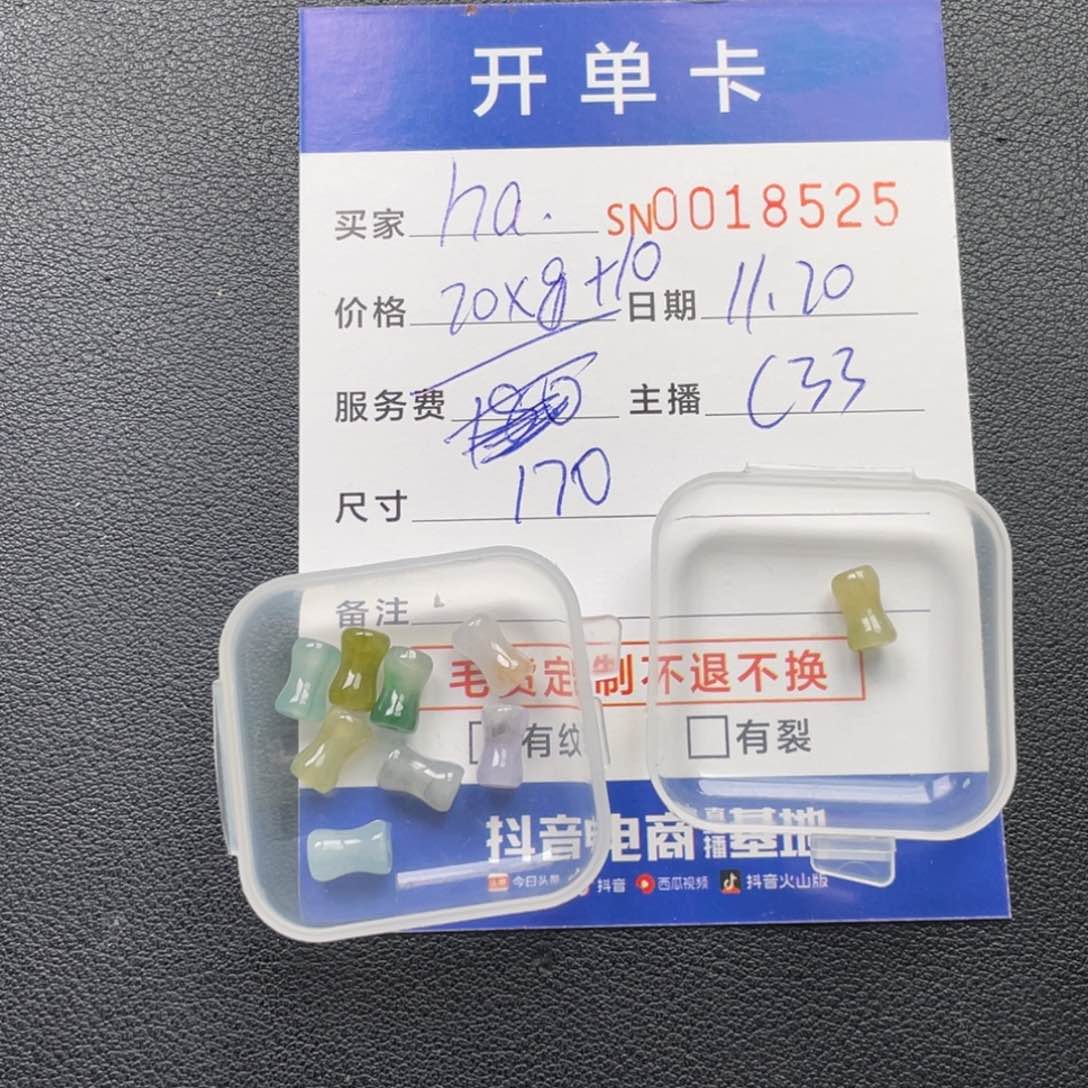 开单卡
买家 ha. SN0018525
价格 20×8+10 日期 11.20
服务费 主播 C33
尺寸 170
备注
毛货定制不退不换
有纹 有裂
抖音电商直播基地
今日头条 抖音 西瓜视频 抖音火山版